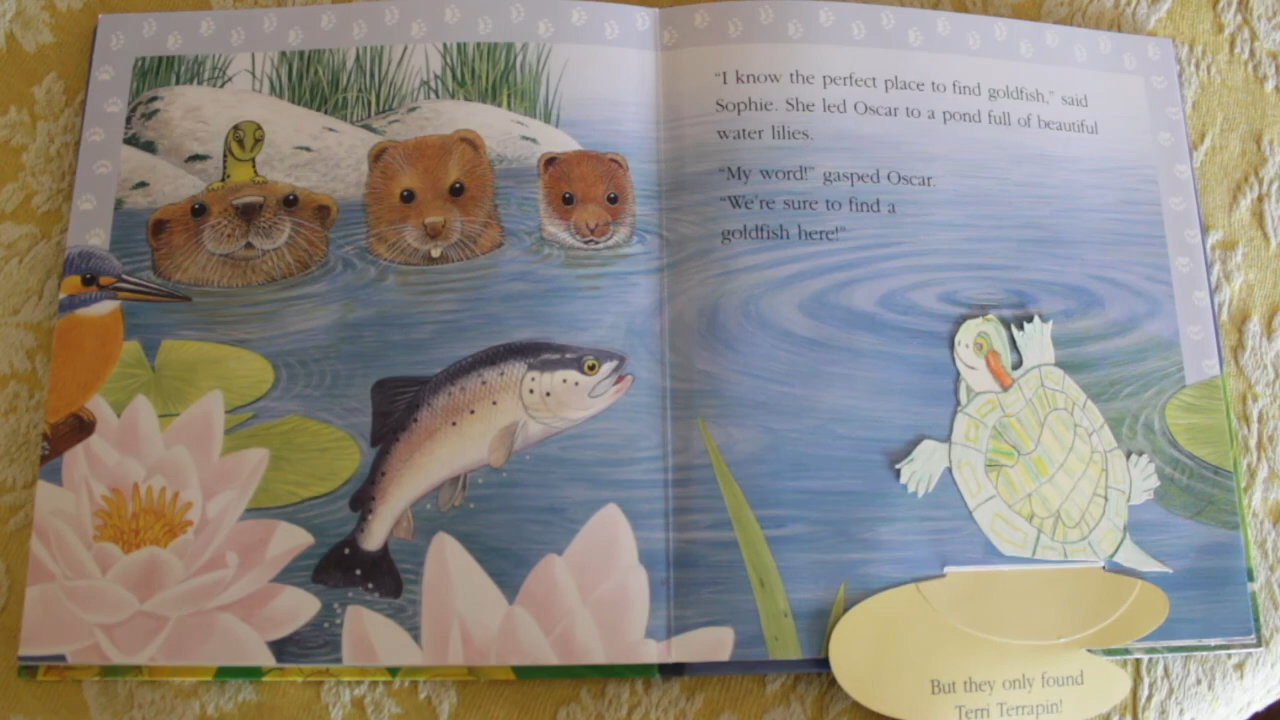 "I know the perfect place to find goldfish," said
Sophie. She led Oscar to a pond full of beautiful
water lilies.
"My word!" gasped Oscar.
"We're sure to find a
goldfish here!"
But they only found
Terri Terrapin!